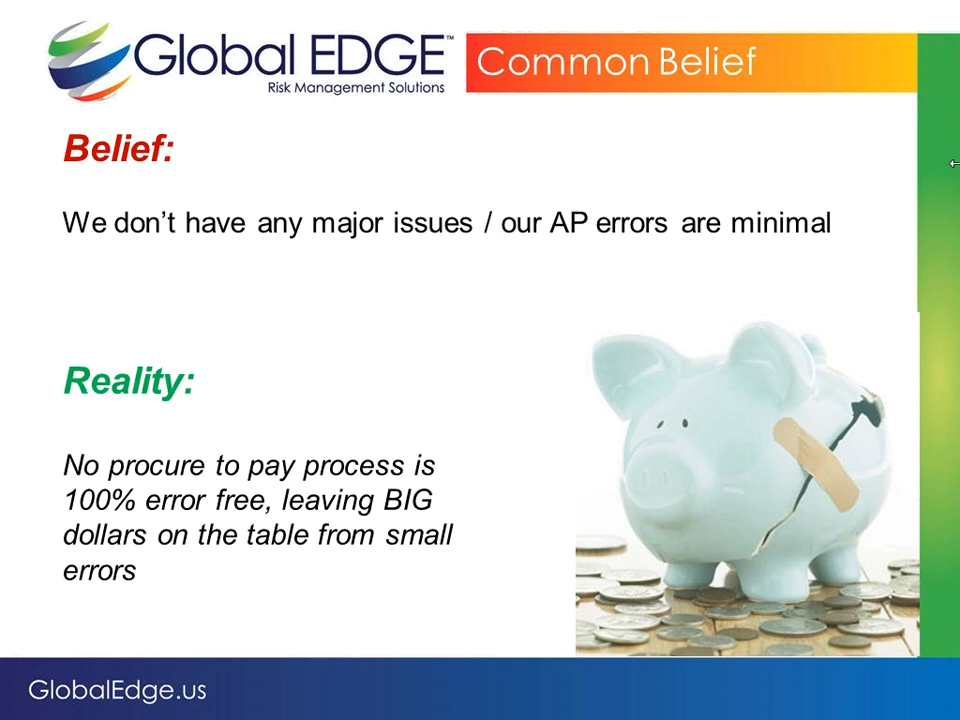 Global EDGE™
Risk Management Solutions
Common Belief
Belief:
We don’t have any major issues / our AP errors are minimal
Reality:
No procure to pay process is
100% error free, leaving BIG
dollars on the table from small
errors
GlobalEdge.us